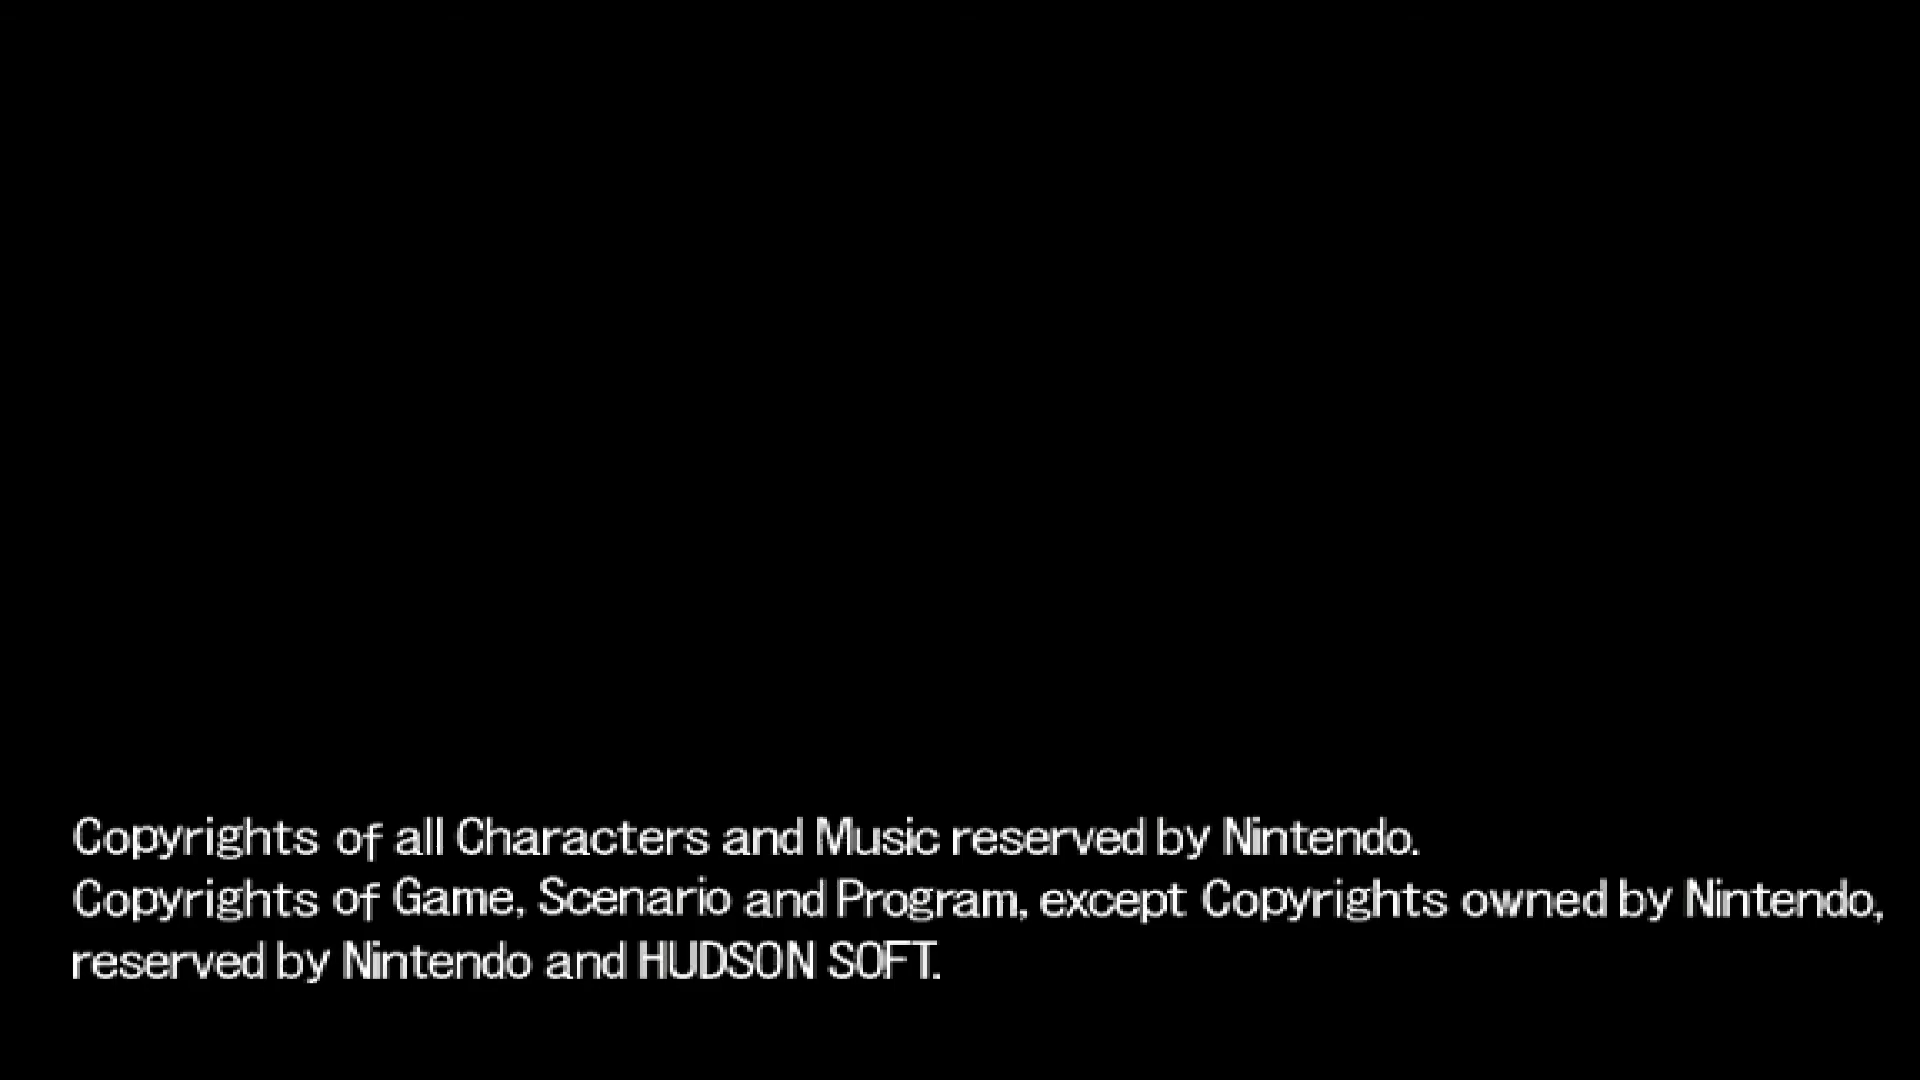 Copyrights of all Characters and Music reserved by Nintendo.
Copyrights of Game, Scenario and Program, except Copyrights owned by Nintendo,
reserved by Nintendo and HUDSON SOFT.